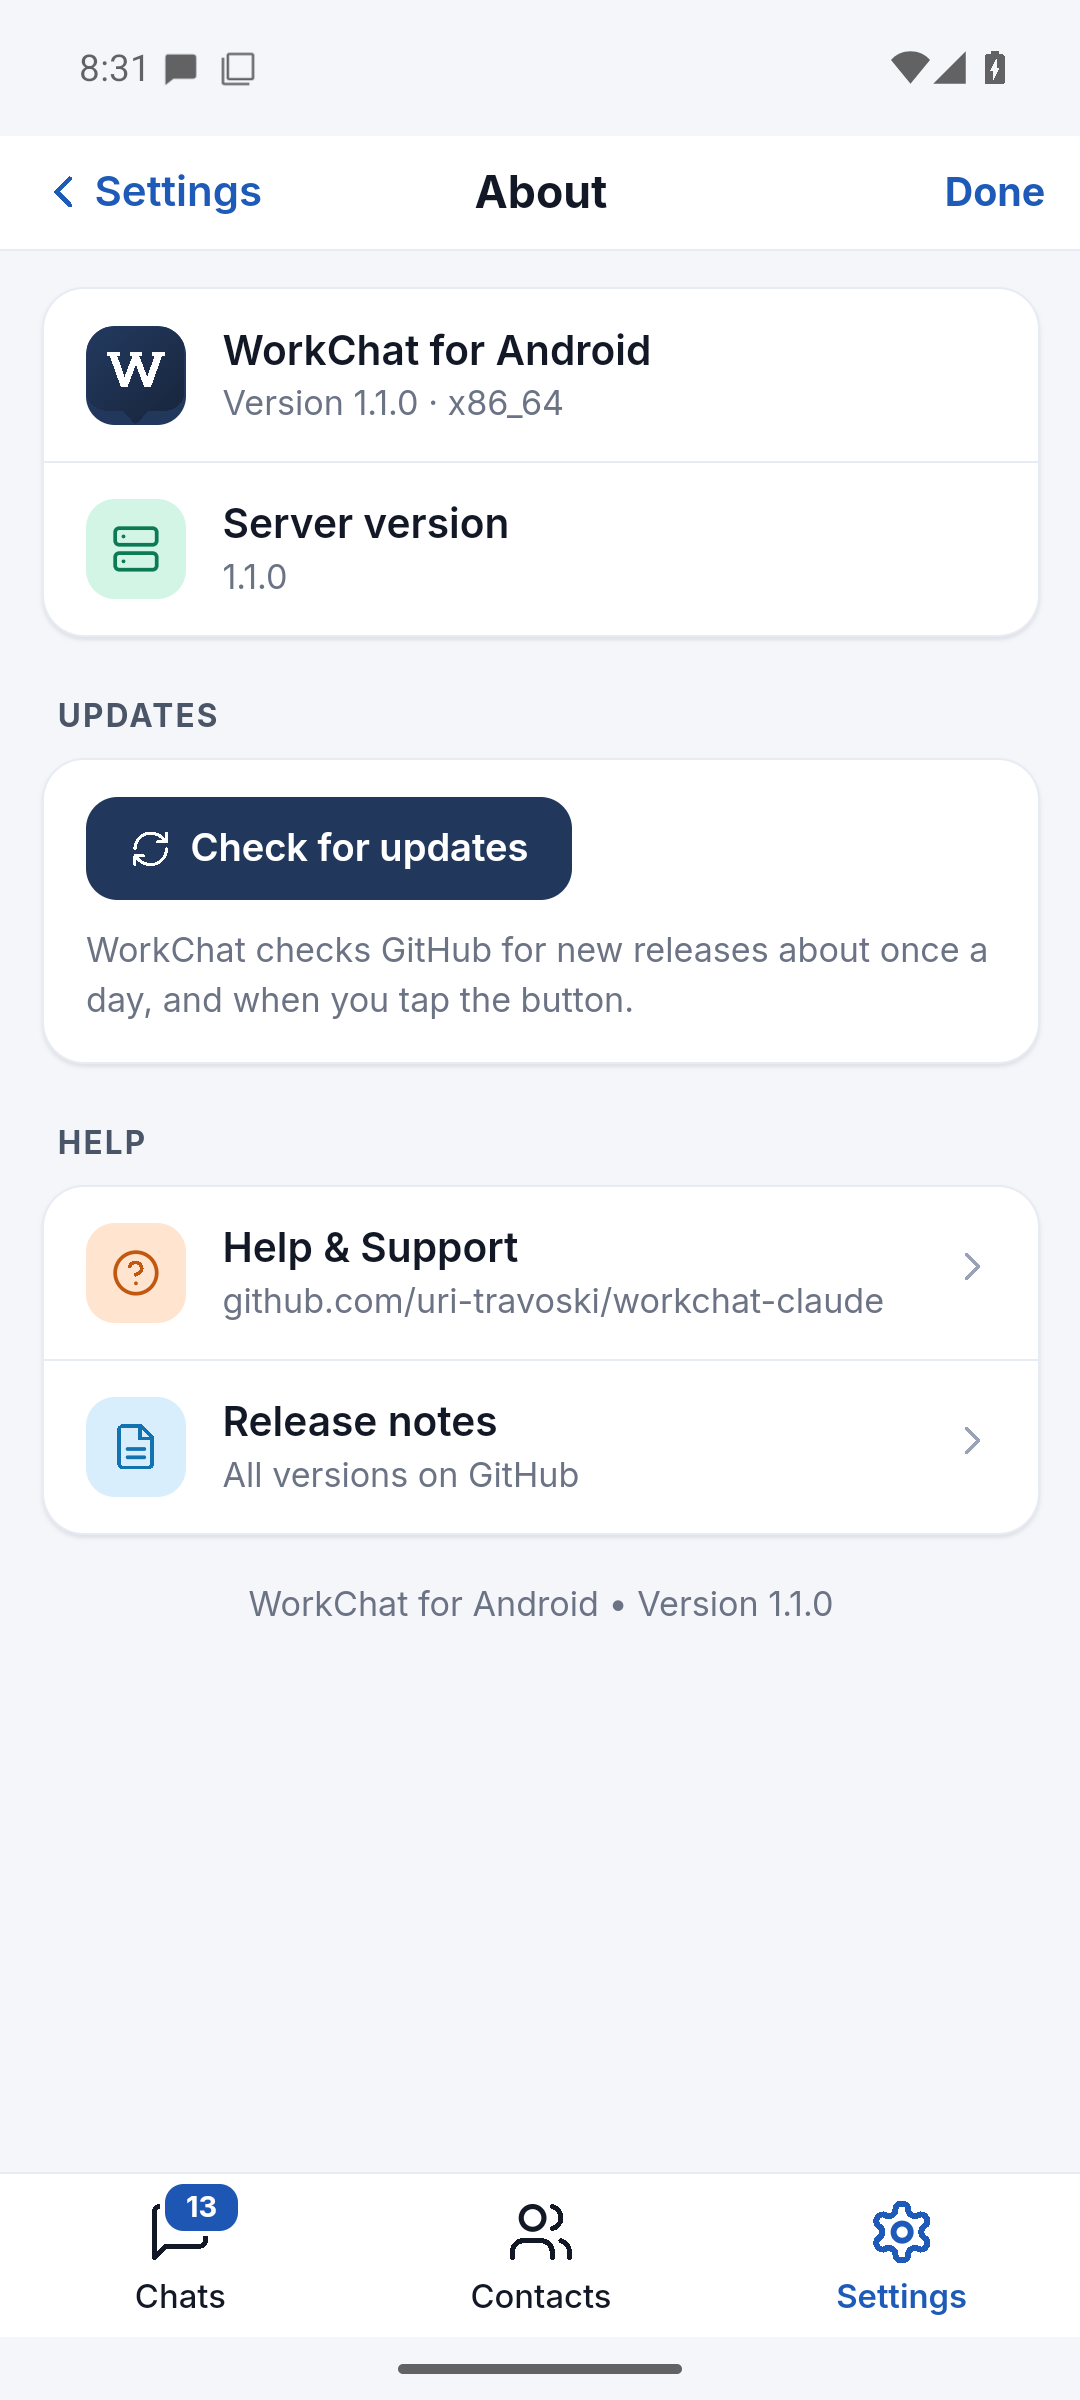 8:31
Settings
About
Done
W
WorkChat for Android
Version 1.1.0 · x86_64
Server version
1.1.0
UPDATES
Check for updates
WorkChat checks GitHub for new releases about once a
day, and when you tap the button.
HELP
Help & Support
github.com/uri-travoski/workchat-claude
Release notes
All versions on GitHub
WorkChat for Android • Version 1.1.0
13
Chats
Contacts
Settings